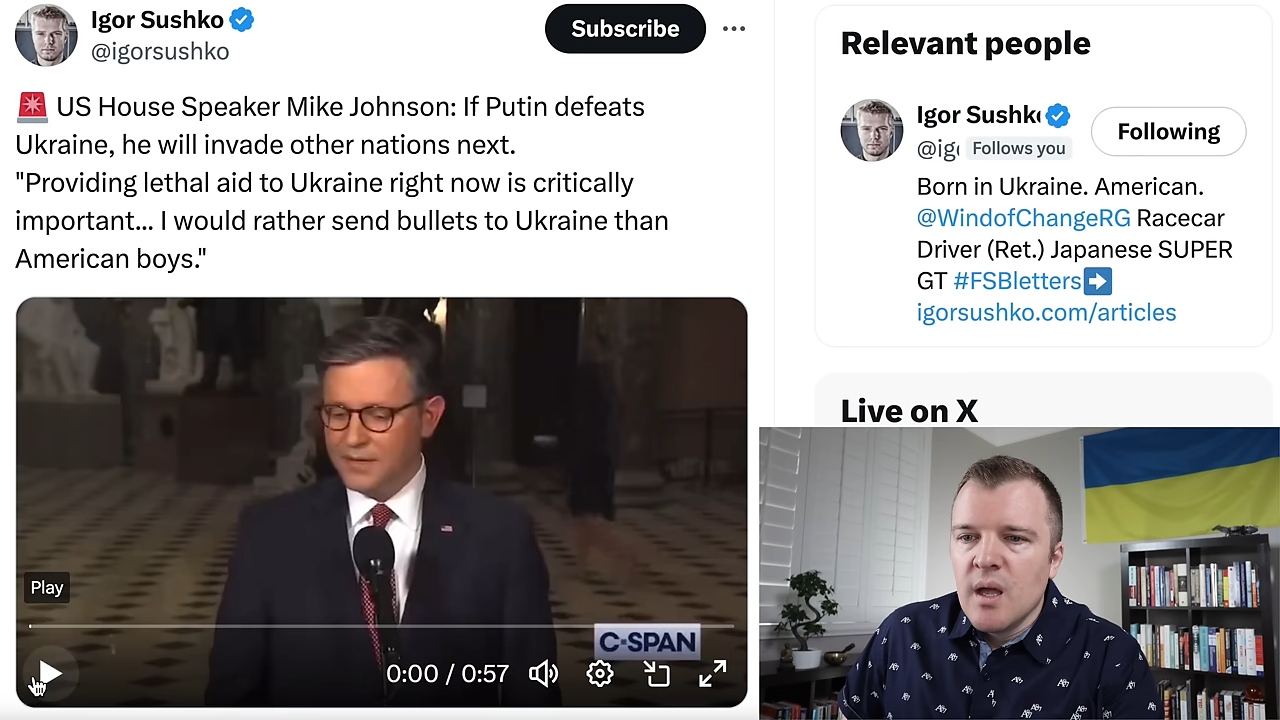 Igor Sushko
@igorsushko
Subscribe
🚨 US House Speaker Mike Johnson: If Putin defeats
Ukraine, he will invade other nations next.
"Providing lethal aid to Ukraine right now is critically
important... I would rather send bullets to Ukraine than
American boys."
Play
C-SPAN
0:00 / 0:57
Relevant people
Igor Sushk
@ig Follows you
Following
Born in Ukraine. American.
@WindofChangeRG Racecar
Driver (Ret.) Japanese SUPER
GT #FSBletters➡️
igorsushko.com/articles
Live on X